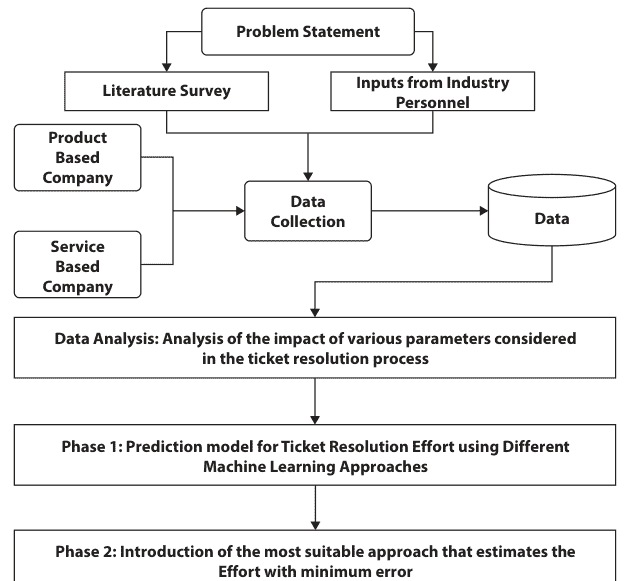 Problem Statement
Literature Survey
Inputs from Industry
Personnel
Product
Based
Company
Data
Collection
Data
Service
Based
Company
Data Analysis: Analysis of the impact of various parameters considered
in the ticket resolution process
Phase 1: Prediction model for Ticket Resolution Effort using Different
Machine Learning Approaches
Phase 2: Introduction of the most suitable approach that estimates the
Effort with minimum error